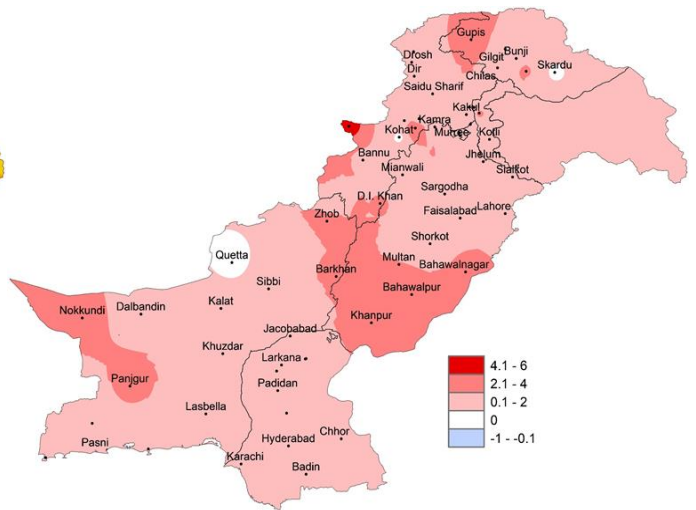 Gupis
Drosh
Gilgit
Bunji
Dir
Chilas
Skardu
Saidu Sharif
Kakul
Kamra
Kohat
Murree
Kotli
Bannu
Jhelum
Mianwali
Sialkot
Sargodha
D.I. Khan
Lahore
Zhob
Faisalabad
Shorkot
Quetta
Multan
Bahawalnagar
Barkhan
Sibbi
Bahawalpur
Nokkundi
Dalbandin
Kalat
Khanpur
Jacobabad
Khuzdar
Larkana
Panjgur
Padidan
Lasbella
Chhor
Pasni
Hyderabad
Karachi
Badin
4.1 - 6
2.1 - 4
0.1 - 2
0
-1 - -0.1